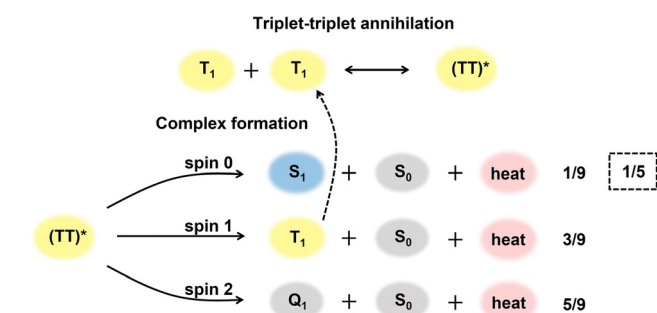 Triplet-triplet annihilation
T₁ + T₁ ⟷ (TT)*
Complex formation
spin 0 S₁ + S₀ + heat 1/9 1/5
(TT)* spin 1 T₁ + S₀ + heat 3/9
spin 2 Q₁ + S₀ + heat 5/9